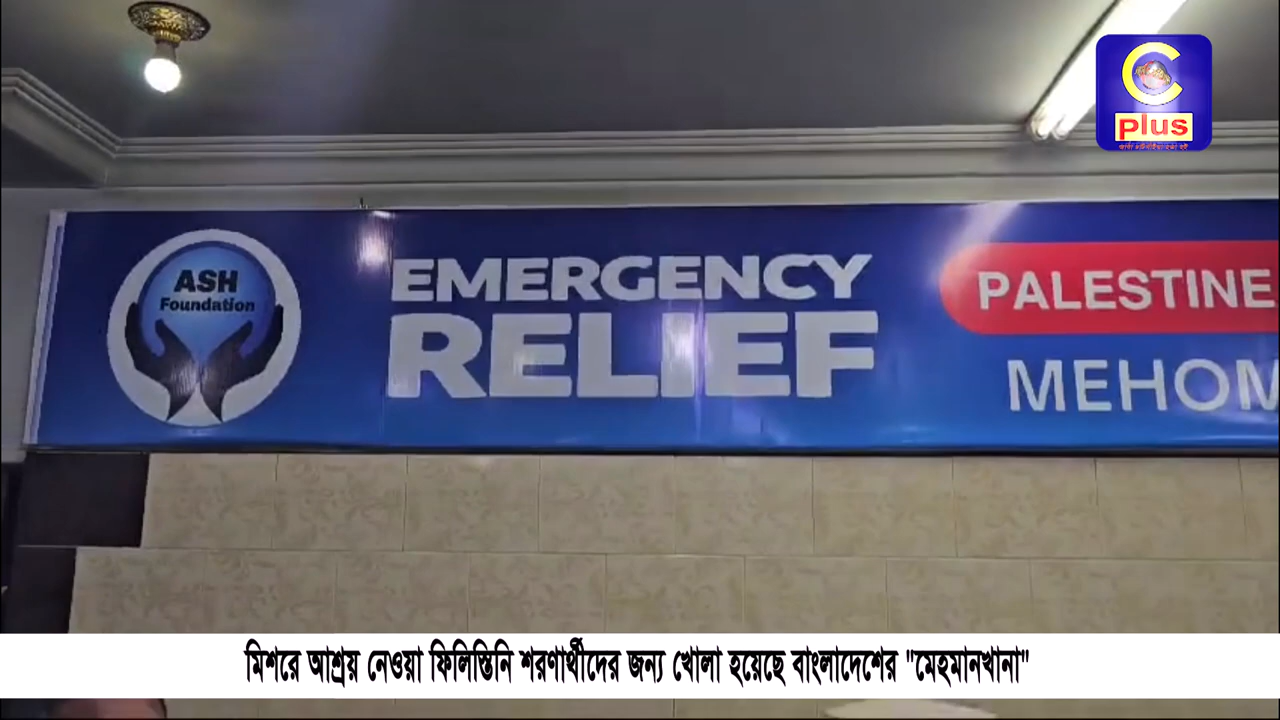 C
Plus
ASH
Foundation
EMERGENCY
RELIEF
PALESTINE
MEHOM
মিশরে আশ্রয় নেওয়া ফিলিস্তিনি শরণার্থীদের জন্য খোলা হয়েছে বাংলাদেশের "মেহমানখানা"